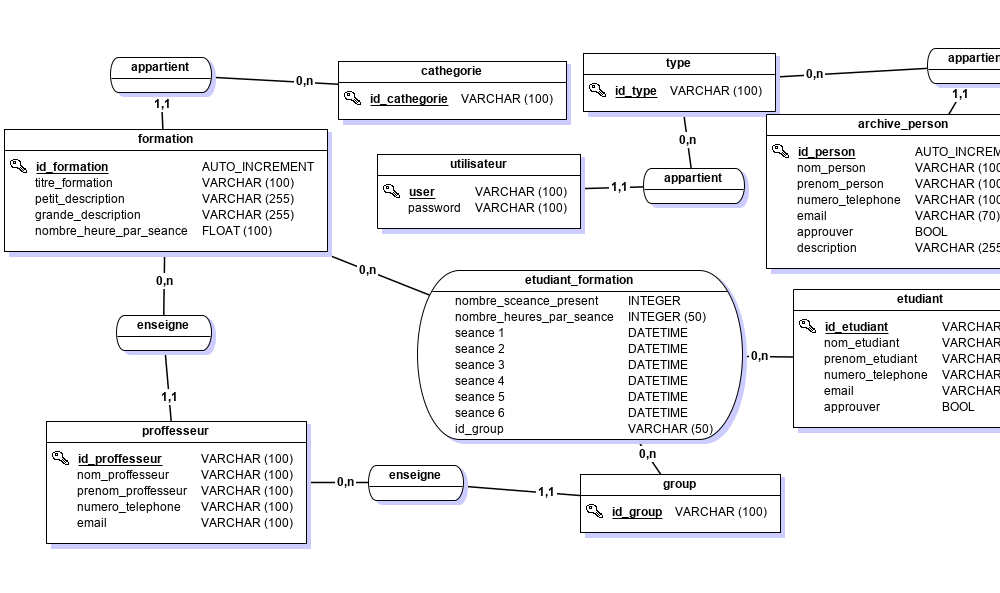 appartient
0,n
1,1
cathegorie
id_cathegorie VARCHAR (100)
type
id_type VARCHAR (100)
0,n
0,n
appartien
1,1
formation
id_formation AUTO_INCREMENT
titre_formation VARCHAR (100)
petit_description VARCHAR (255)
grande_description VARCHAR (255)
nombre_heure_par_seance FLOAT (100)
utilisateur
user VARCHAR (100)
password VARCHAR (100)
1,1
appartient
archive_person
id_person AUTO_INCREM
nom_person VARCHAR (100
prenom_person VARCHAR (100
numero_telephone VARCHAR (100
email VARCHAR (70)
approuver BOOL
description VARCHAR (255
0,n
0,n
enseigne
1,1
etudiant_formation
nombre_sceance_present INTEGER
nombre_heures_par_seance INTEGER (50)
seance 1 DATETIME
seance 2 DATETIME
seance 3 DATETIME
seance 4 DATETIME
seance 5 DATETIME
seance 6 DATETIME
id_group VARCHAR (50)
0,n
0,n
etudiant
id_etudiant VARCHAR
nom_etudiant VARCHAR
prenom_etudiant VARCHAR
numero_telephone VARCHAR
email VARCHAR
approuver BOOL
proffesseur
id_proffesseur VARCHAR (100)
nom_proffesseur VARCHAR (100)
prenom_proffesseur VARCHAR (100)
numero_telephone VARCHAR (100)
email VARCHAR (100)
0,n
enseigne
1,1
group
id_group VARCHAR (100)